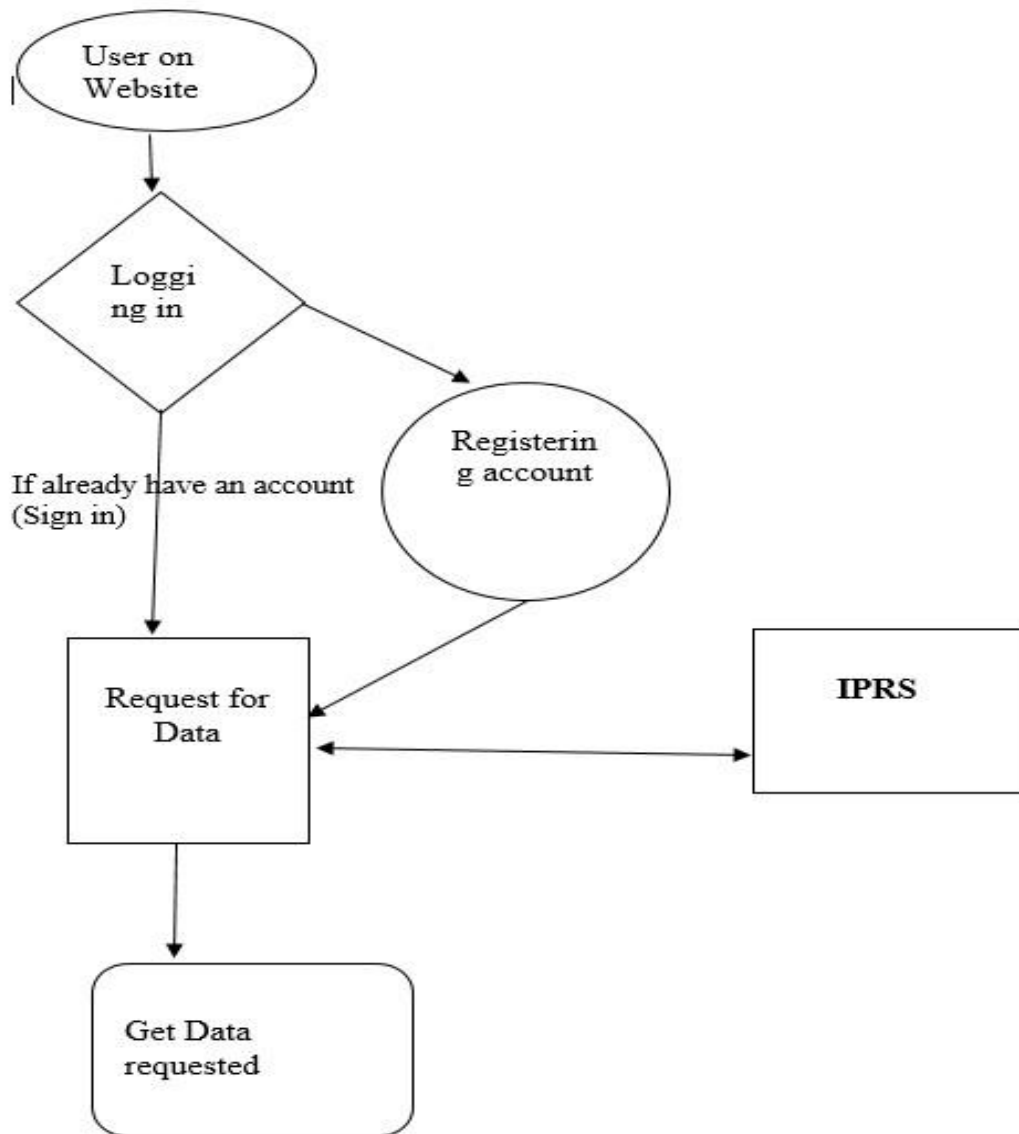 User on
Website
Loggi
ng in
Registerin
g account
If already have an account
(Sign in)
Request for
Data
IPRS
Get Data
requested